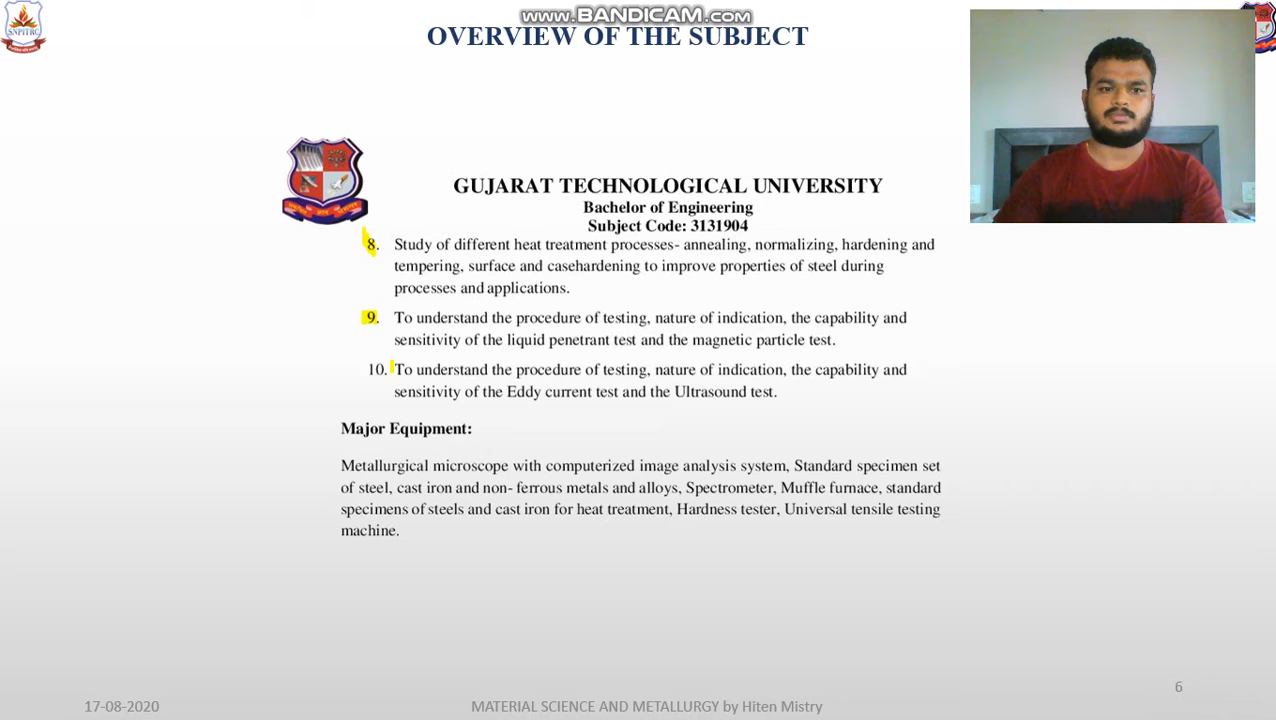 www.BANDICAM.com
OVERVIEW OF THE SUBJECT
SNPITRC
GUJARAT TECHNOLOGICAL UNIVERSITY
Bachelor of Engineering
Subject Code: 3131904
8. Study of different heat treatment processes- annealing, normalizing, hardening and
tempering, surface and casehardening to improve properties of steel during
processes and applications.
9. To understand the procedure of testing, nature of indication, the capability and
sensitivity of the liquid penetrant test and the magnetic particle test.
10. To understand the procedure of testing, nature of indication, the capability and
sensitivity of the Eddy current test and the Ultrasound test.
Major Equipment:
Metallurgical microscope with computerized image analysis system, Standard specimen set
of steel, cast iron and non- ferrous metals and alloys, Spectrometer, Muffle furnace, standard
specimens of steels and cast iron for heat treatment, Hardness tester, Universal tensile testing
machine.
6
17-08-2020
MATERIAL SCIENCE AND METALLURGY by Hiten Mistry